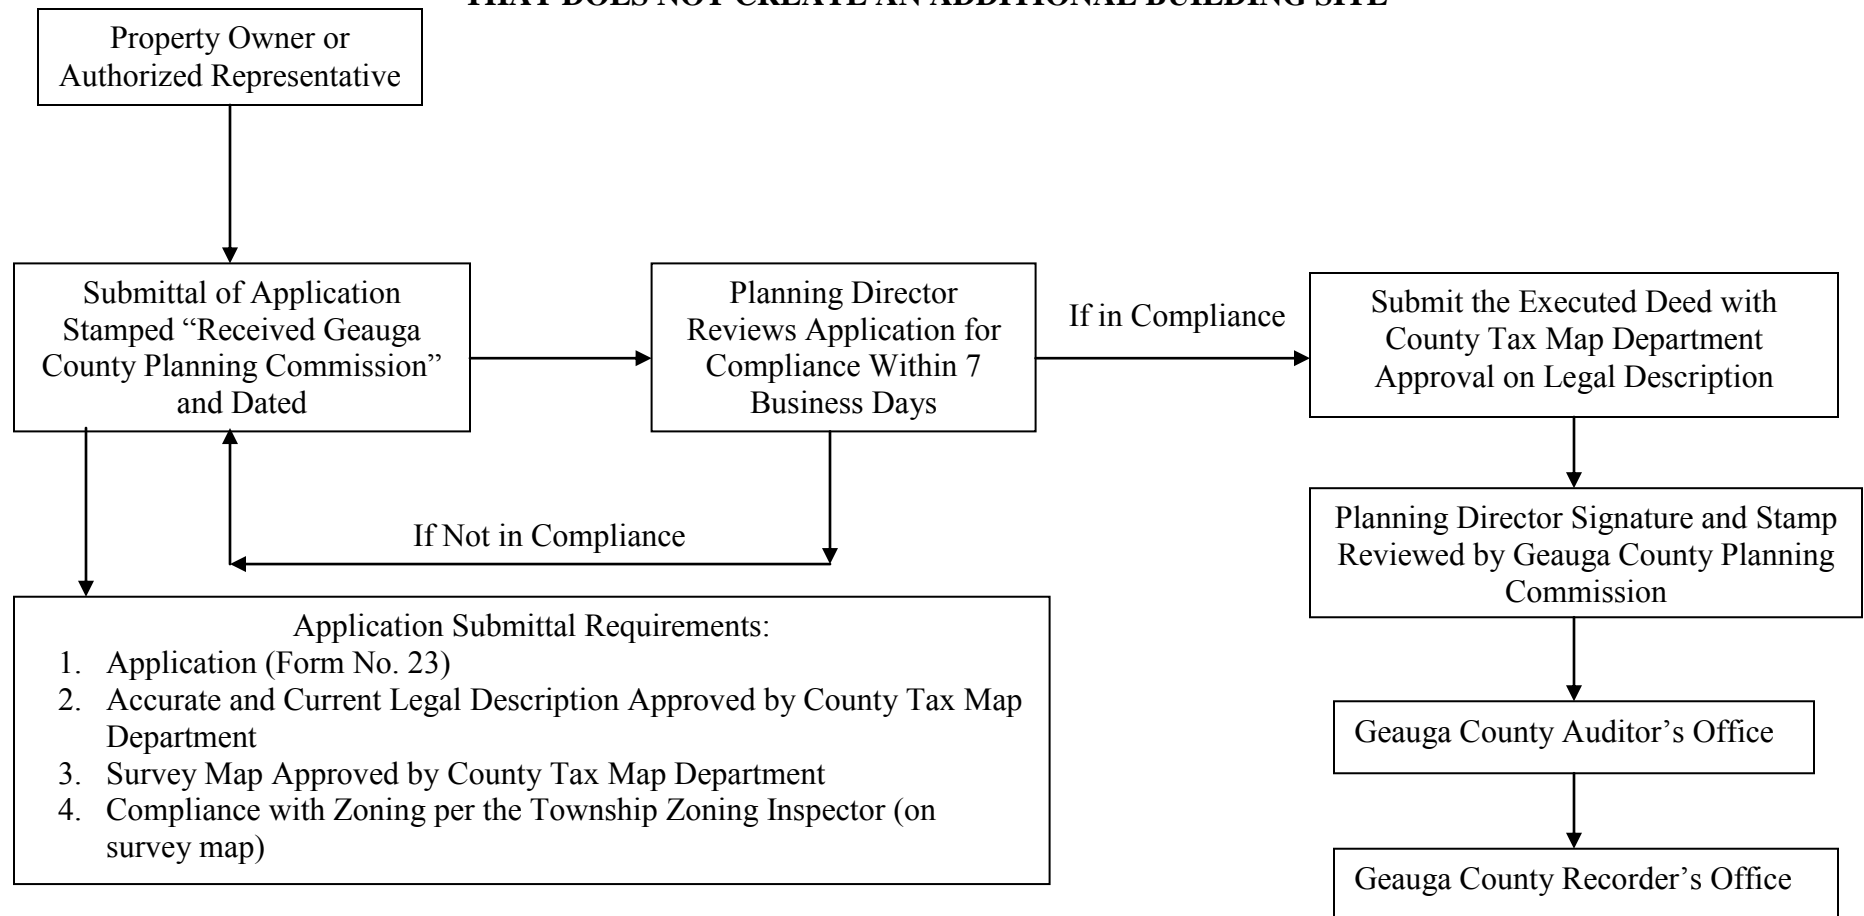 THAT DOES NOT CREATE AN ADDITIONAL BUILDING SITE
Property Owner or
Authorized Representative
Submittal of Application
Stamped “Received Geauga
County Planning Commission”
and Dated
Planning Director
Reviews Application for
Compliance Within 7
Business Days
If in Compliance
Submit the Executed Deed with
County Tax Map Department
Approval on Legal Description
If Not in Compliance
Planning Director Signature and Stamp
Reviewed by Geauga County Planning
Commission
Application Submittal Requirements:
1. Application (Form No. 23)
2. Accurate and Current Legal Description Approved by County Tax Map
Department
3. Survey Map Approved by County Tax Map Department
4. Compliance with Zoning per the Township Zoning Inspector (on
survey map)
Geauga County Auditor’s Office
Geauga County Recorder’s Office